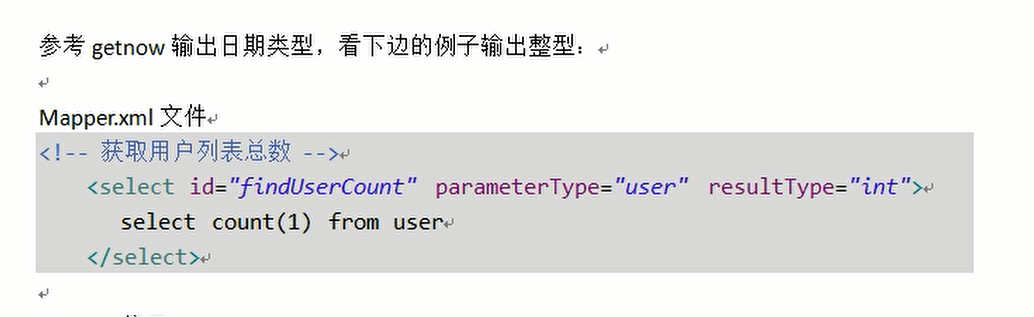 参考 getnow 输出日期类型，看下边的例子输出整型：
Mapper.xml 文件
<!-- 获取用户列表总数 -->
<select id="findUserCount" parameterType="user" resultType="int">
select count(1) from user
</select>